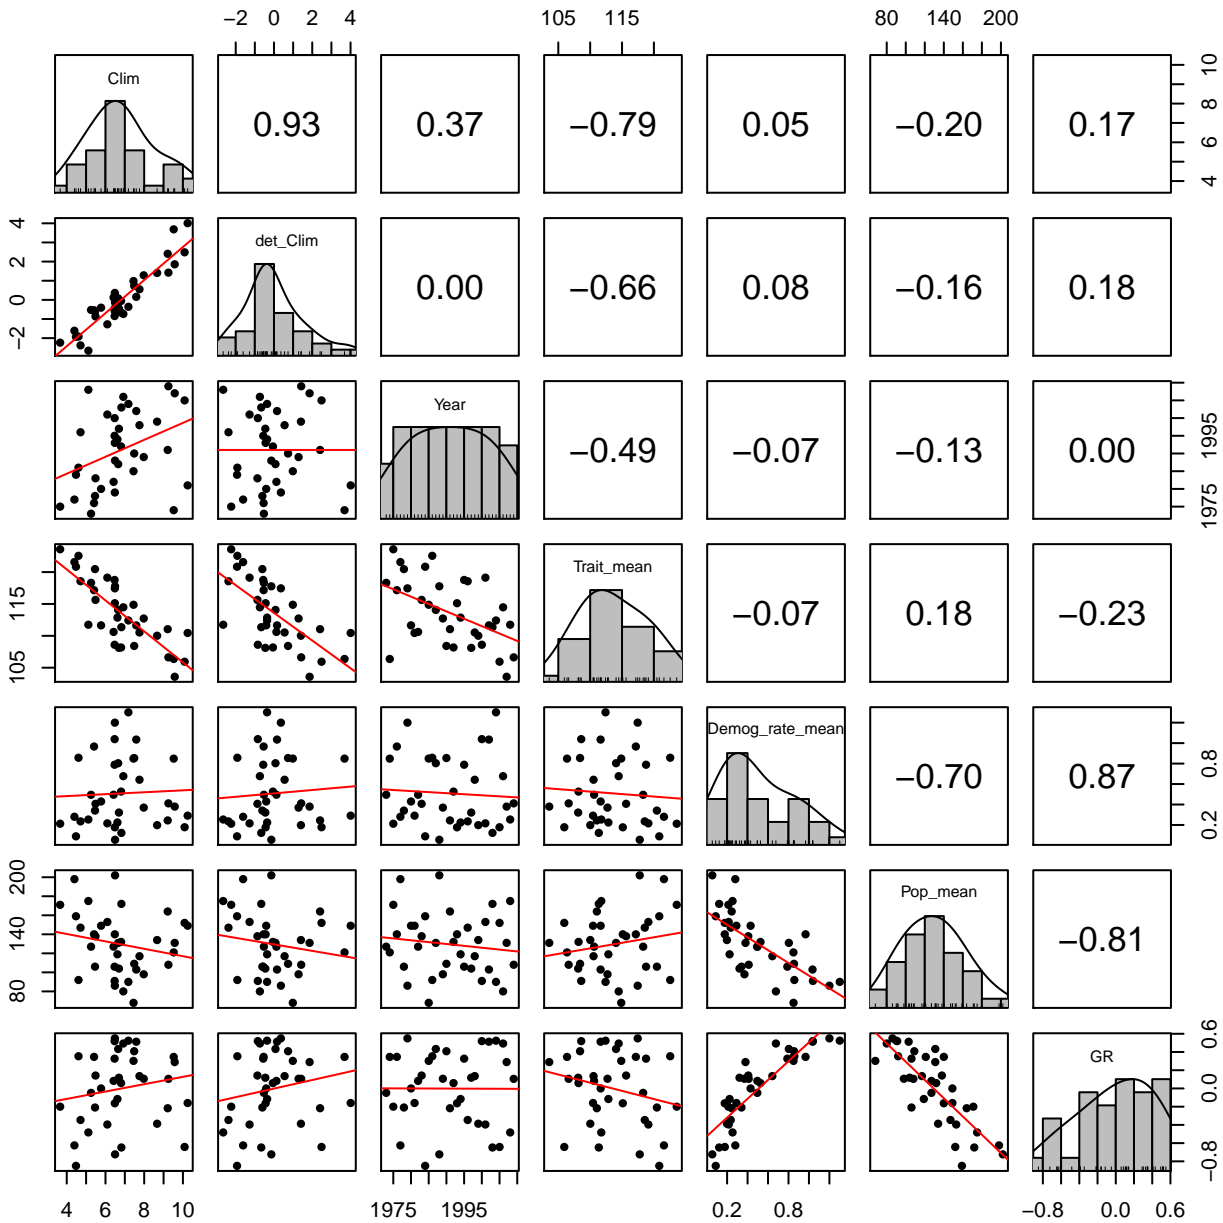 −2 0 2 4 105 115 80 140 200
Clim 0.93 0.37 −0.79 0.05 −0.20 0.17 4 6 8 10
−2 0 2 4 det_Clim 0.00 −0.66 0.08 −0.16 0.18
Year −0.49 −0.07 −0.13 0.00 1975 1995
105 115 Trait_mean −0.07 0.18 −0.23
Demog_rate_mean −0.70 0.87 0.2 0.8
80 140 200 Pop_mean −0.81
GR −0.8 0.0 0.6
4 6 8 10 1975 1995 0.2 0.8 −0.8 0.0 0.6